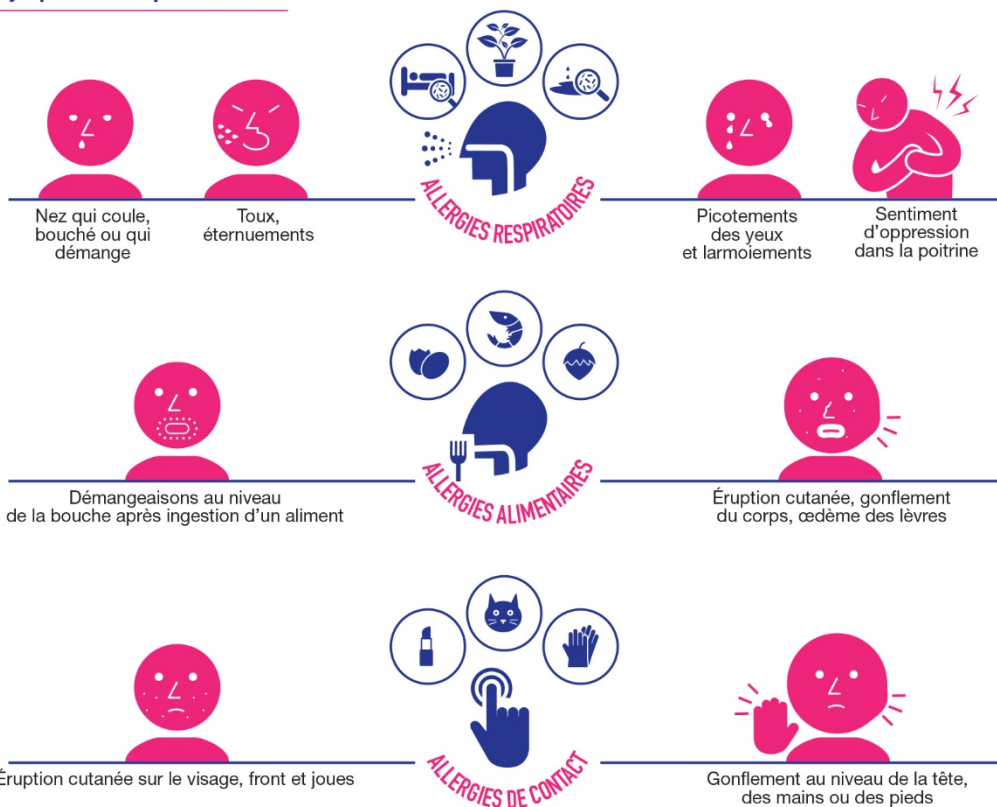 Nez qui coule,
bouché ou qui
démange
Toux,
éternuements
ALLERGIES RESPIRATOIRES
Picotements
des yeux
et larmoiements
Sentiment
d’oppression
dans la poitrine
Démangeaisons au niveau
de la bouche après ingestion d’un aliment
ALLERGIES ALIMENTAIRES
Éruption cutanée, gonflement
du corps, œdème des lèvres
Éruption cutanée sur le visage, front et joues
ALLERGIES DE CONTACT
Gonflement au niveau de la tête,
des mains ou des pieds